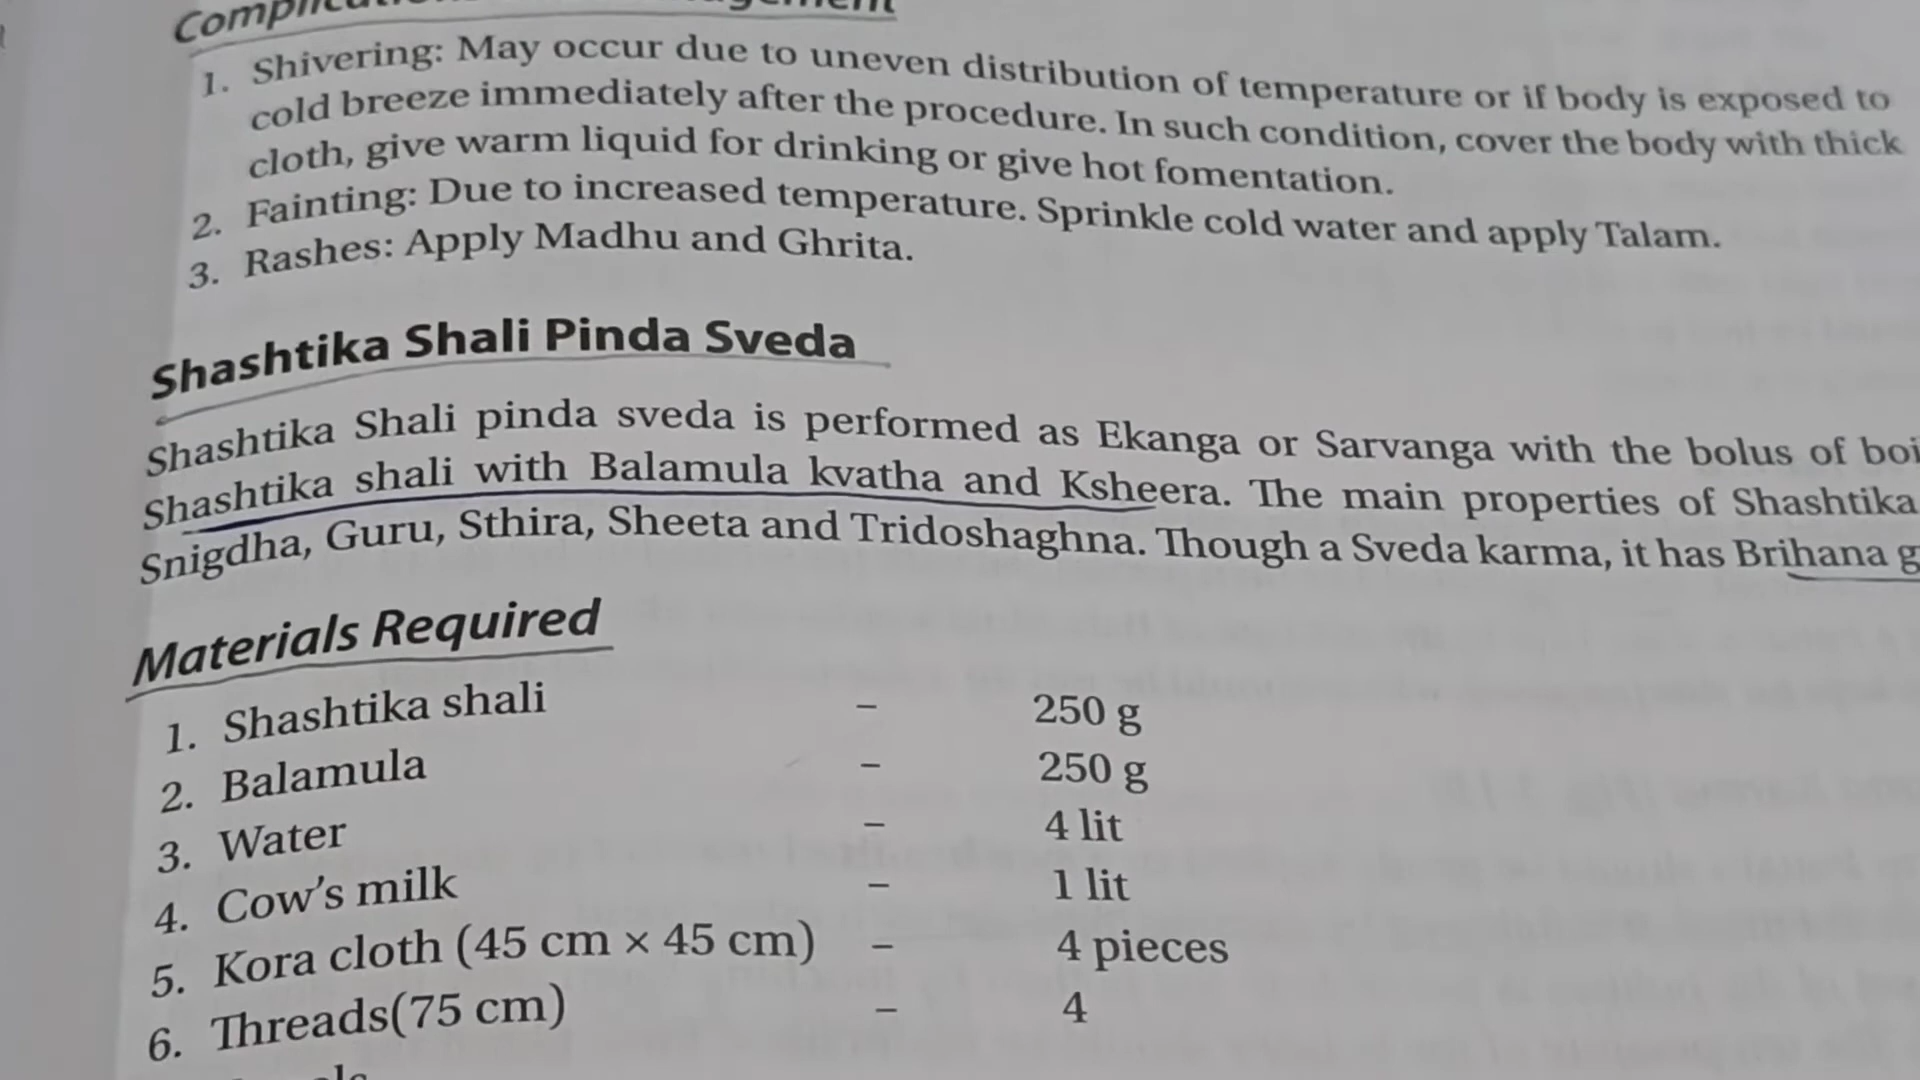 1. Shivering: May occur due to uneven distribution of temperature or if body is exposed to
cold breeze immediately after the procedure. In such condition, cover the body with thick
cloth, give warm liquid for drinking or give hot fomentation.
2. Fainting: Due to increased temperature. Sprinkle cold water and apply Talam.
3. Rashes: Apply Madhu and Ghrita.
Shashtika Shali Pinda Sveda
Shashtika Shali pinda sveda is performed as Ekanga or Sarvanga with the bolus of boi
Shashtika shali with Balamula kvatha and Ksheera. The main properties of Shashtika
Snigdha, Guru, Sthira, Sheeta and Tridoshaghna. Though a Sveda karma, it has Brihana g
Materials Required
1. Shashtika shali – 250 g
2. Balamula – 250 g
3. Water – 4 lit
4. Cow's milk – 1 lit
5. Kora cloth (45 cm × 45 cm) – 4 pieces
6. Threads(75 cm) – 4